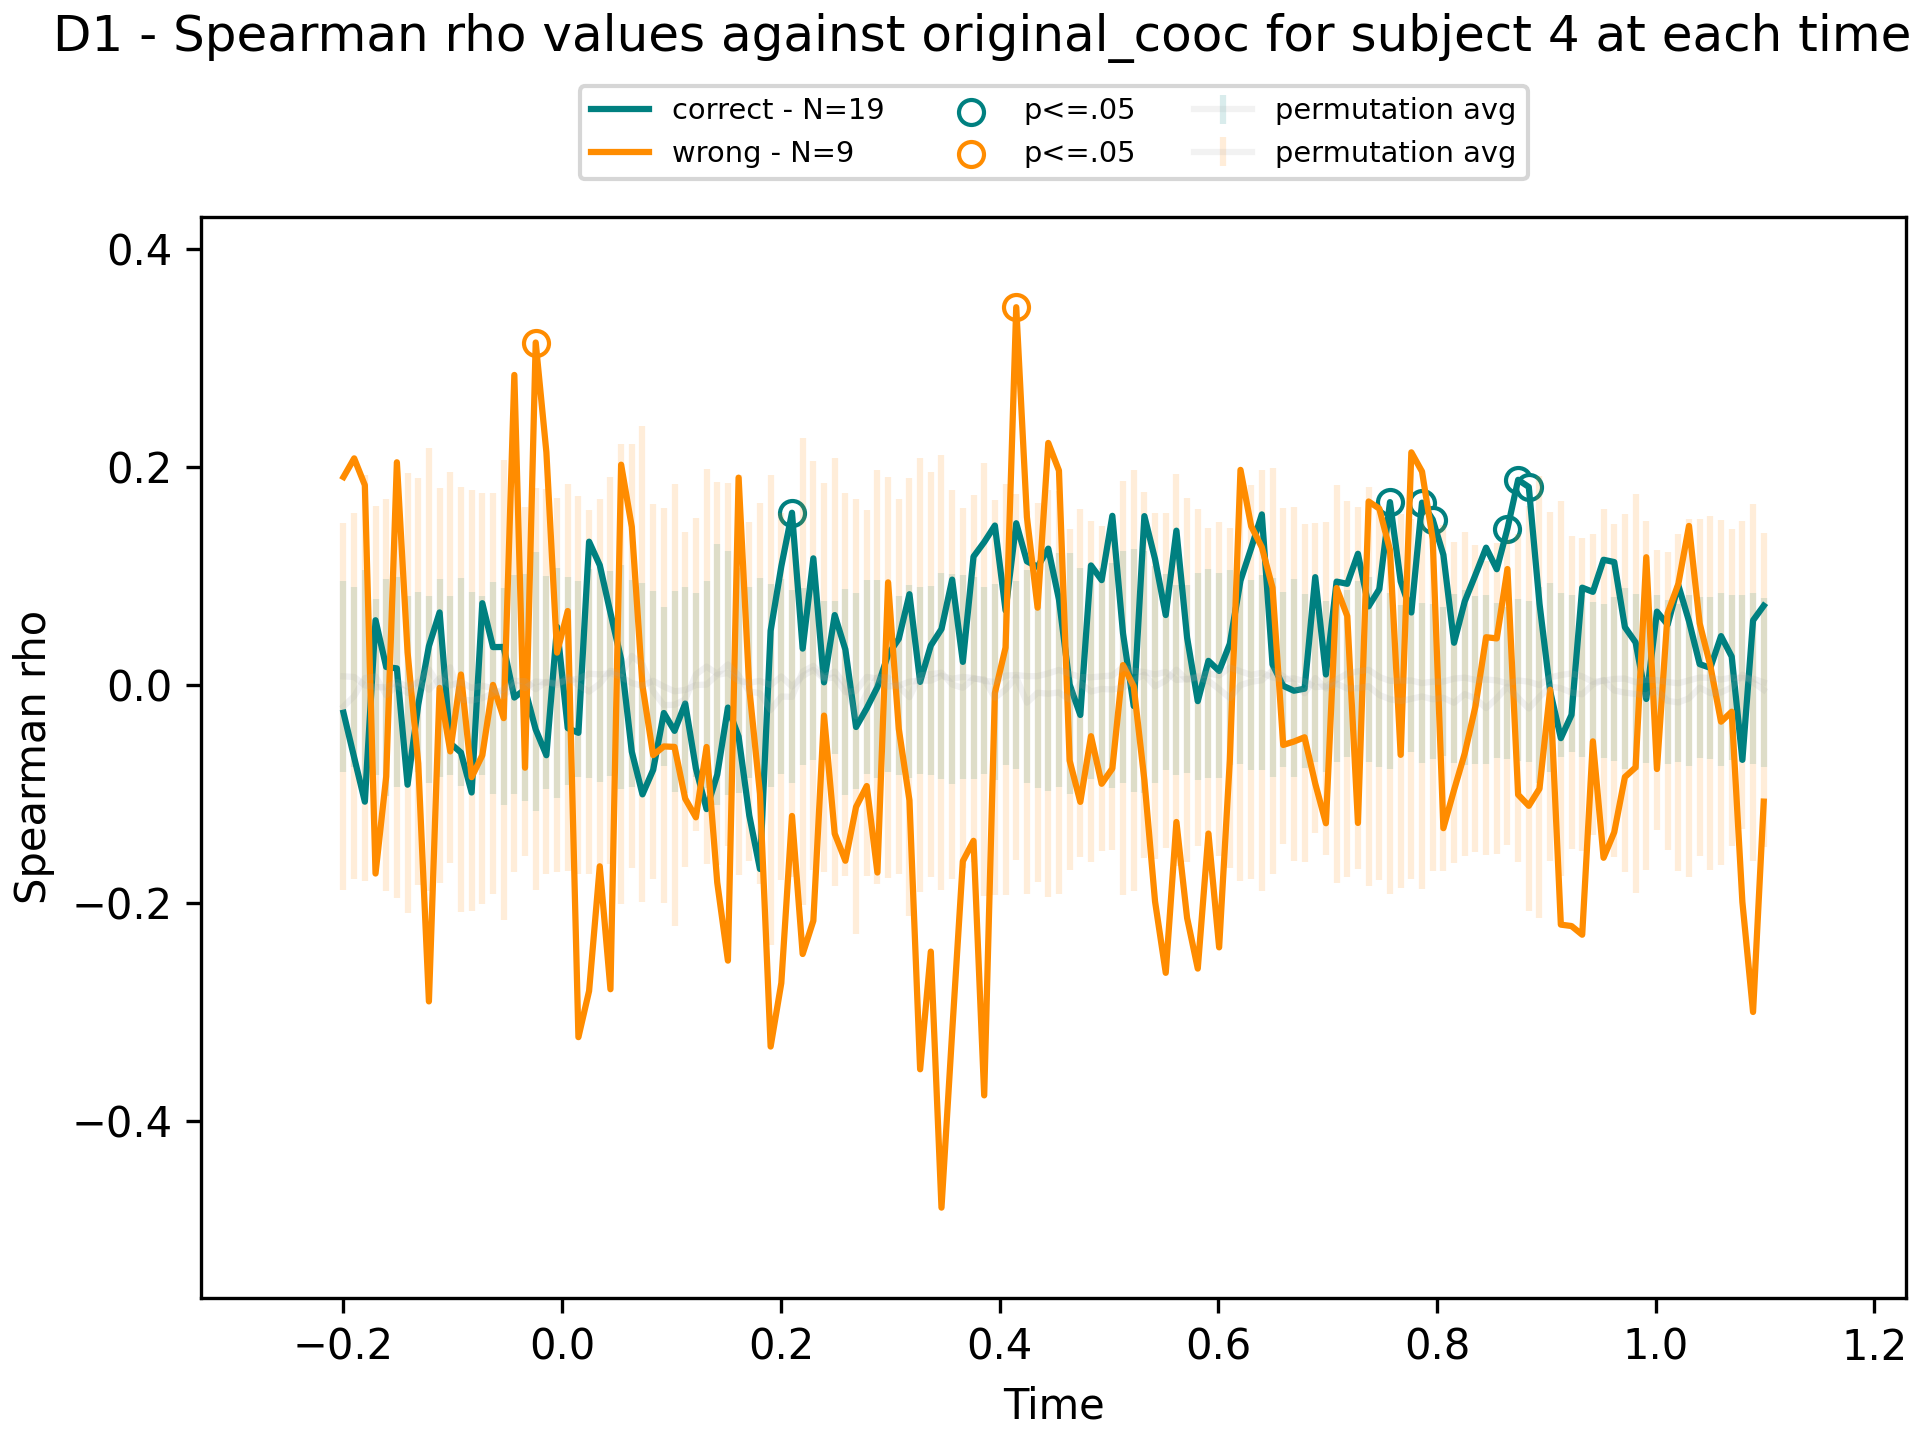 D1 - Spearman rho values against original_cooc for subject 4 at each time
correct - N=19 p<=.05 permutation avg
wrong - N=9 p<=.05 permutation avg
0.4
0.2
0.0
−0.2
−0.4
Spearman rho
−0.2 0.0 0.2 0.4 0.6 0.8 1.0 1.2
Time